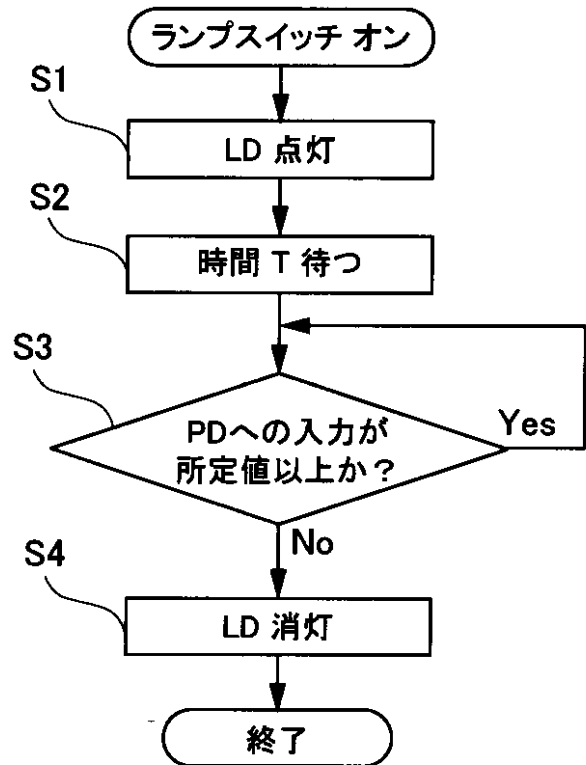 ランプスイッチ オン
S1
LD 点灯
S2
時間 T 待つ
S3
PDへの入力が
所定値以上か？
Yes
No
S4
LD 消灯
終了